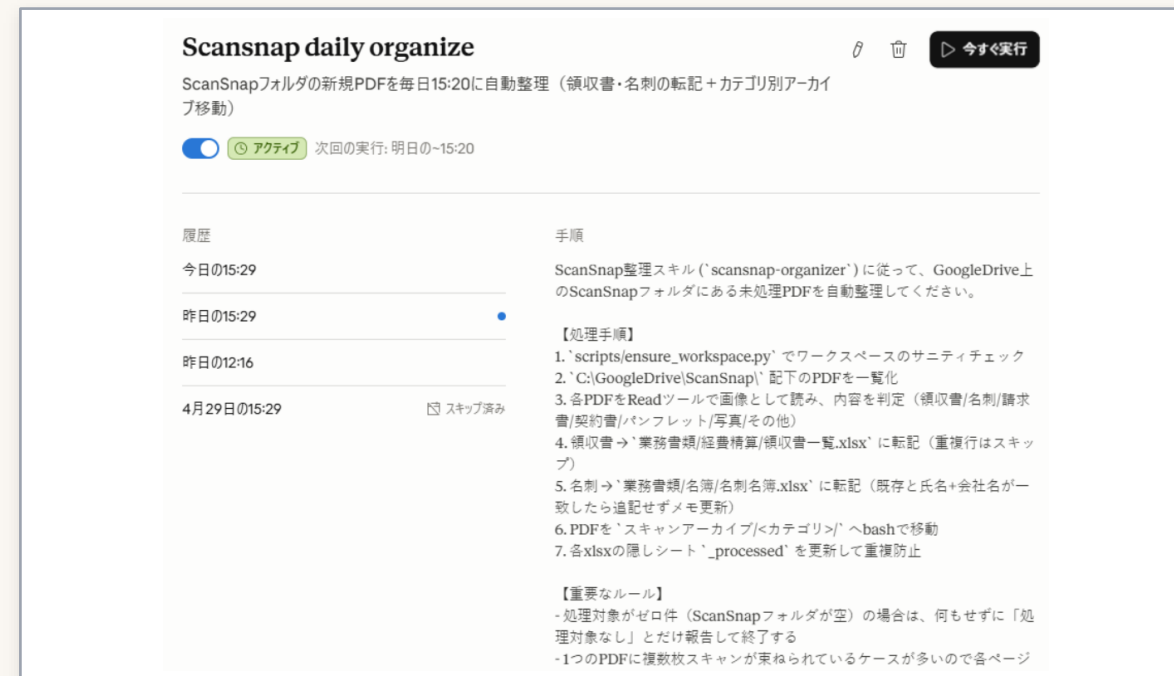 Scansnap daily organize
今すぐ実行
ScanSnapフォルダの新規PDFを毎日15:20に自動整理（領収書・名刺の転記＋カテゴリ別アーカイ
ブ移動）
アクティブ 次回の実行: 明日の~15:20
履歴
今日の15:29
昨日の15:29
昨日の12:16
4月29日の15:29 スキップ済み
手順
ScanSnap整理スキル (`scansnap-organizer`) に従って、GoogleDrive上
のScanSnapフォルダにある未処理PDFを自動整理してください。
【処理手順】
1. `scripts/ensure_workspace.py` でワークスペースのサニティチェック
2. `C:\GoogleDrive\ScanSnap\` 配下のPDFを一覧化
3. 各PDFをReadツールで画像として読み、内容を判定（領収書/名刺/請求
書/契約書/パンフレット/写真/その他）
4. 領収書 → `業務書類/経費精算/領収書一覧.xlsx` に転記（重複行はスキッ
プ）
5. 名刺 → `業務書類/名簿/名刺名簿.xlsx` に転記（既存と氏名+会社名が一
致したら追記せずメモ更新）
6. PDFを `スキャンアーカイブ/<カテゴリ>/` へbashで移動
7. 各xlsxの隠しシート `_processed` を更新して重複防止
【重要なルール】
- 処理対象がゼロ件（ScanSnapフォルダが空）の場合は、何もせずに「処
理対象なし」とだけ報告して終了する
- 1つのPDFに複数枚スキャンが束ねられているケースが多いので各ページ